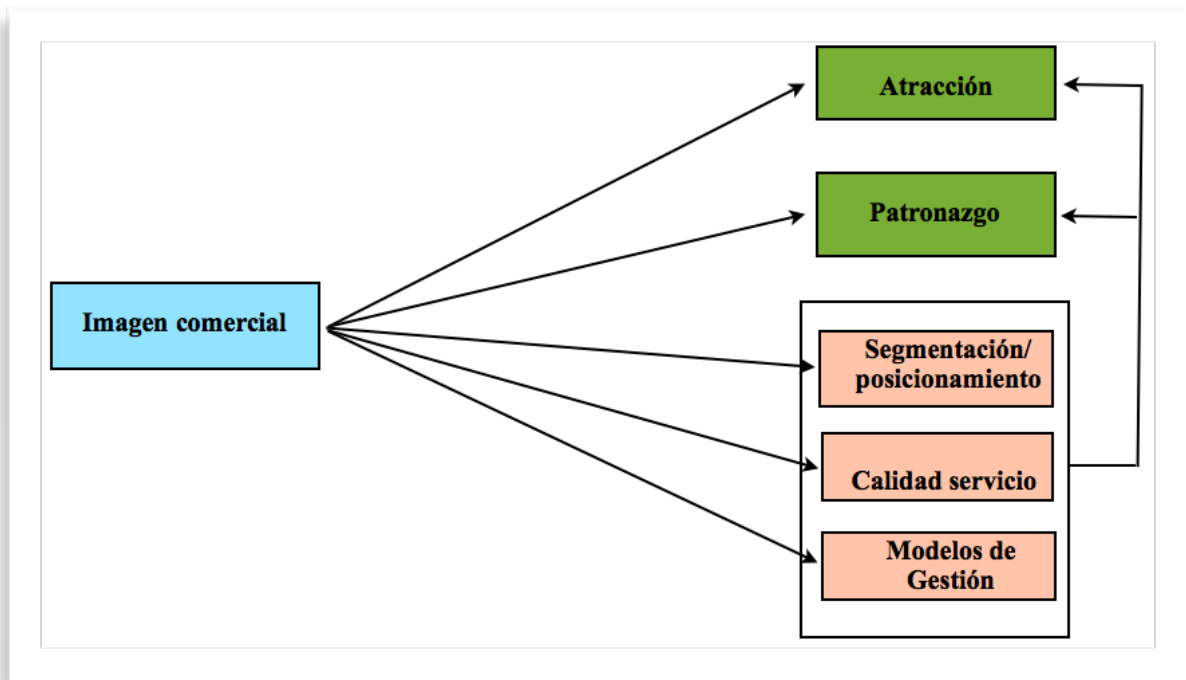 Atracción
Patronazgo
Imagen comercial
Segmentación/
posicionamiento
Calidad servicio
Modelos de
Gestión